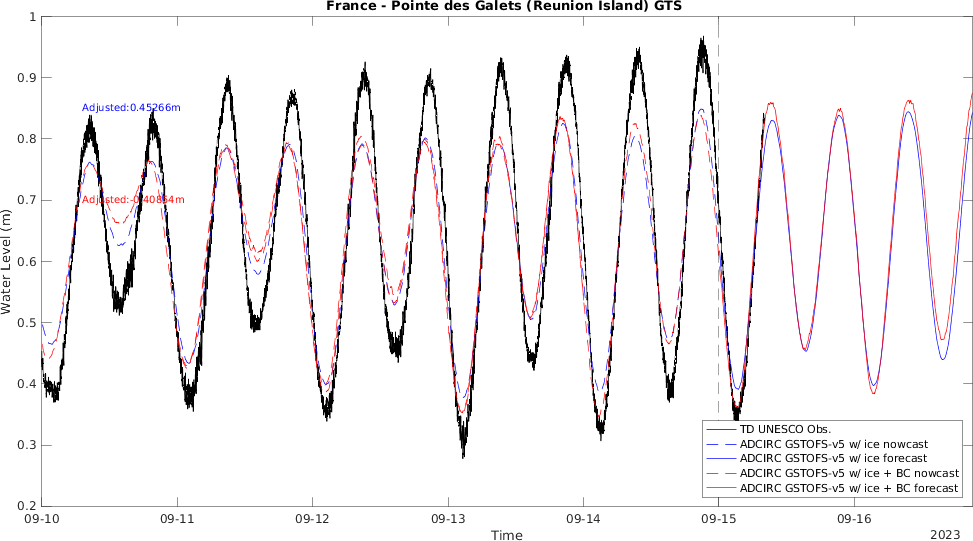 France - Pointe des Galets (Reunion Island) GTS
1
0.9
0.8
0.7
0.6
0.5
0.4
0.3
0.2
Water Level (m)
Adjusted:0.45266m
Adjusted:-0.40864m
TD UNESCO Obs.
ADCIRC GSTOFS-v5 w/ ice nowcast
ADCIRC GSTOFS-v5 w/ ice forecast
ADCIRC GSTOFS-v5 w/ ice + BC nowcast
ADCIRC GSTOFS-v5 w/ ice + BC forecast
09-10 09-11 09-12 09-13 09-14 09-15 09-16
Time
2023